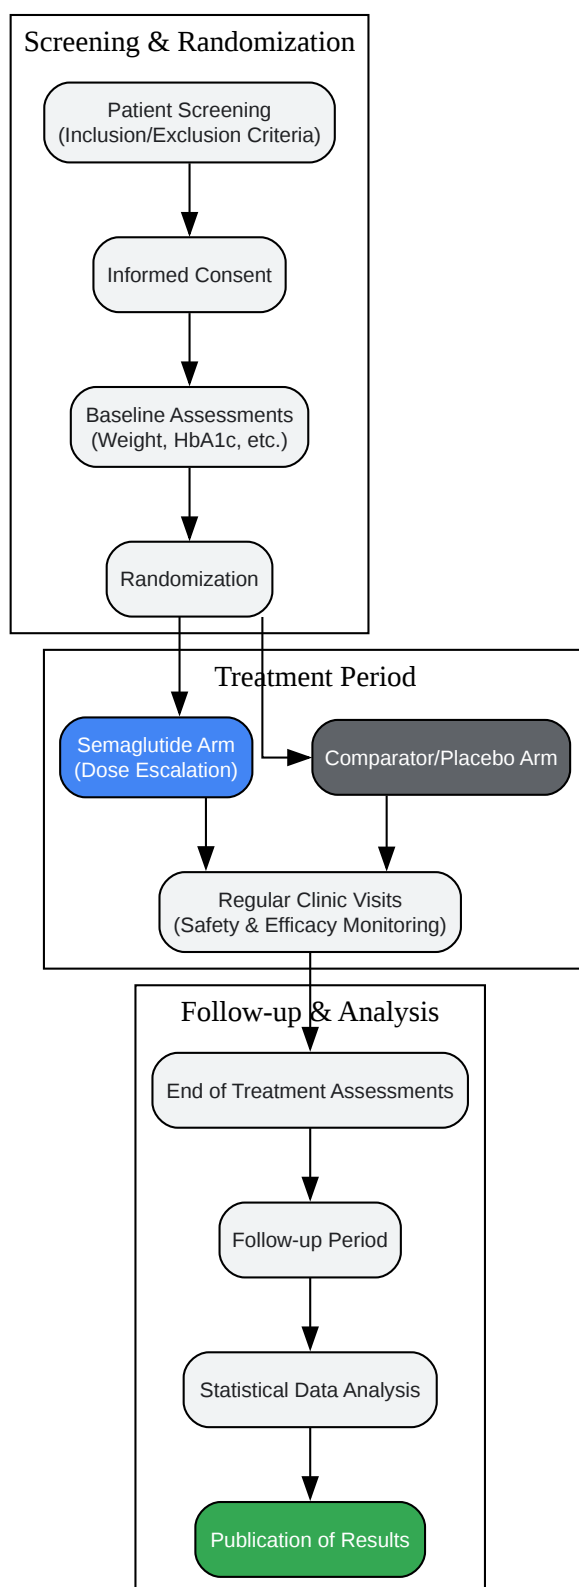 Screening & Randomization
Patient Screening
(Inclusion/Exclusion Criteria)
Informed Consent
Baseline Assessments
(Weight, HbA1c, etc.)
Randomization
Treatment Period
Semaglutide Arm
(Dose Escalation)
Comparator/Placebo Arm
Regular Clinic Visits
(Safety & Efficacy Monitoring)
Follow-up & Analysis
End of Treatment Assessments
Follow-up Period
Statistical Data Analysis
Publication of Results